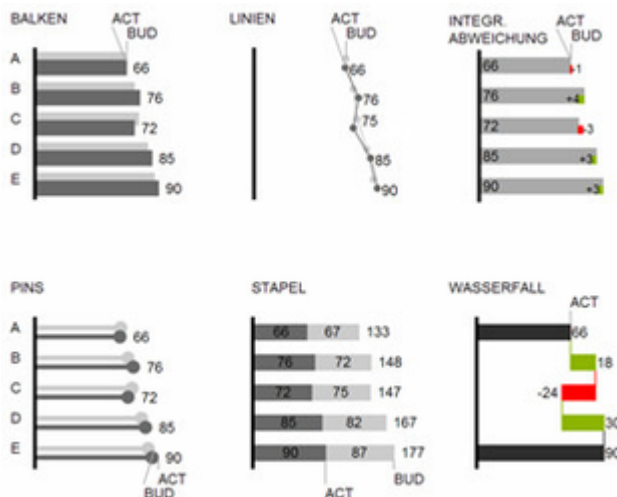 BALKEN
ACT
BUD
A 66
B 76
C 72
D 85
E 90
LINIEN
ACT
BUD
66
76
75
85
90
INTEGR.
ABWEICHUNG
ACT
BUD
66 -1
76 +4
72 -3
85 +3
90 +3
PINS
A 66
B 76
C 72
D 85
E 90
ACT
BUD
STAPEL
66 67 133
76 72 148
72 75 147
85 82 167
90 87 177
ACT
BUD
WASSERFALL
ACT
66
18
-24
30
90